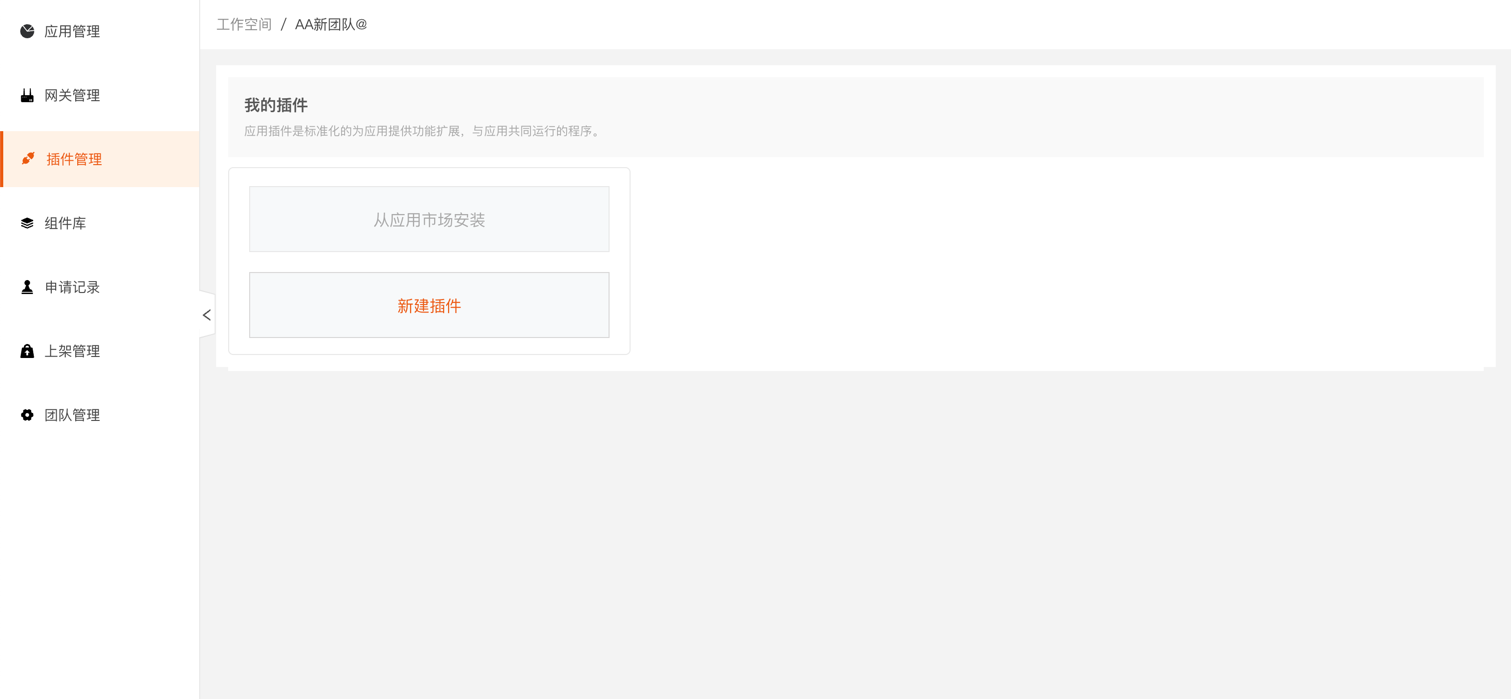 应用管理
网关管理
插件管理
组件库
申请记录
上架管理
团队管理
工作空间 / AA新团队@
我的插件
应用插件是标准化的为应用提供功能扩展，与应用共同运行的程序。
从应用市场安装
新建插件